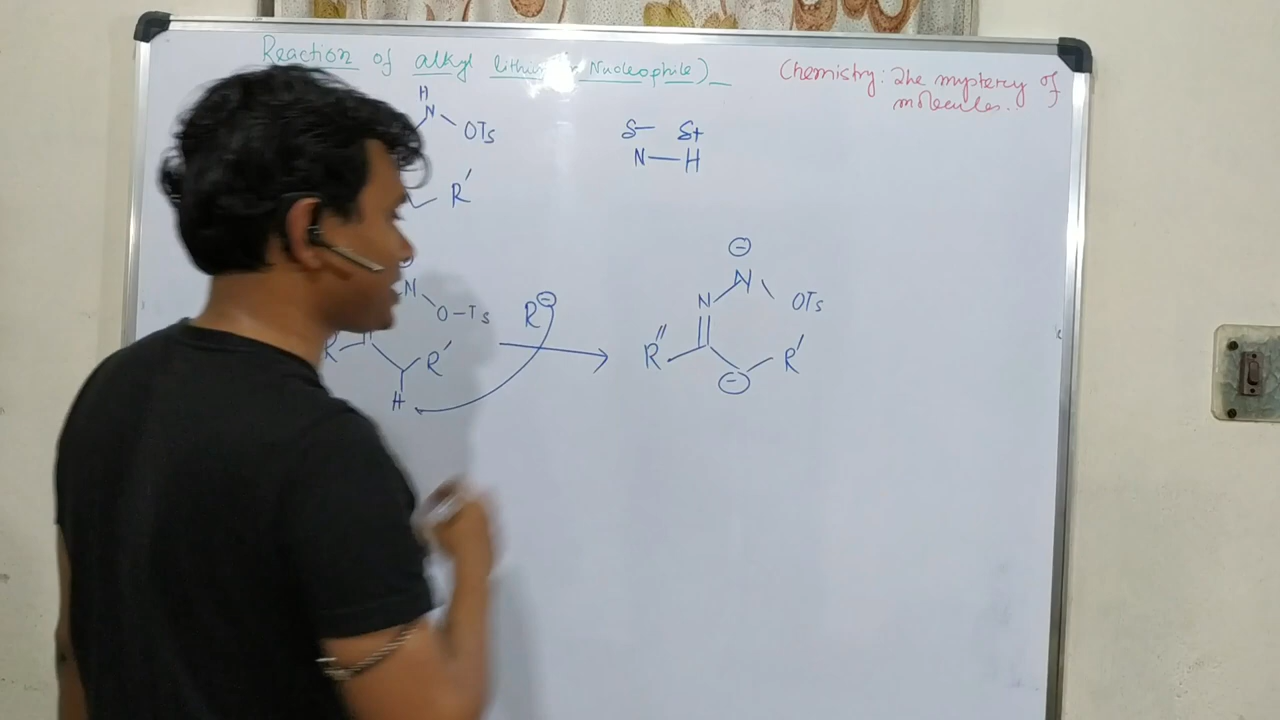 Reaction of alkyl lithium Nucleophile)
Chemistry: The mystery of
molecules.
H
N
OTs
δ- δ+
N—H
R′
⊖
N
N
OTs
N
O-Ts
R⊖
R
R′
H
R″
R′
⊖